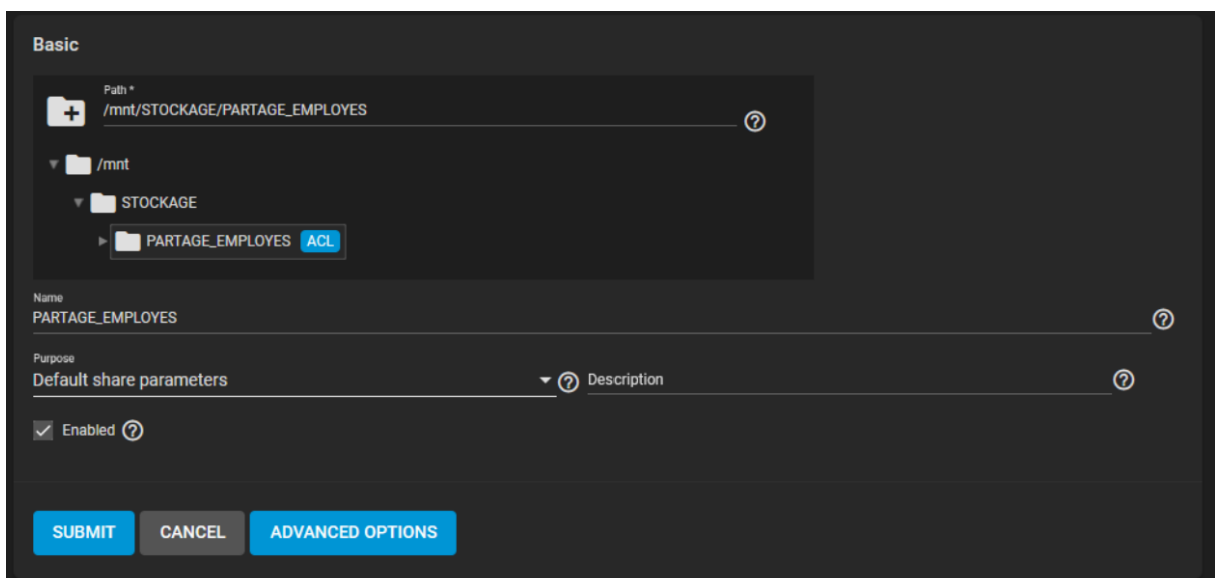 Basic
Path *
/mnt/STOCKAGE/PARTAGE_EMPLOYES
/mnt
STOCKAGE
PARTAGE_EMPLOYES ACL
Name
PARTAGE_EMPLOYES
Purpose
Default share parameters
Description
Enabled
SUBMIT CANCEL ADVANCED OPTIONS